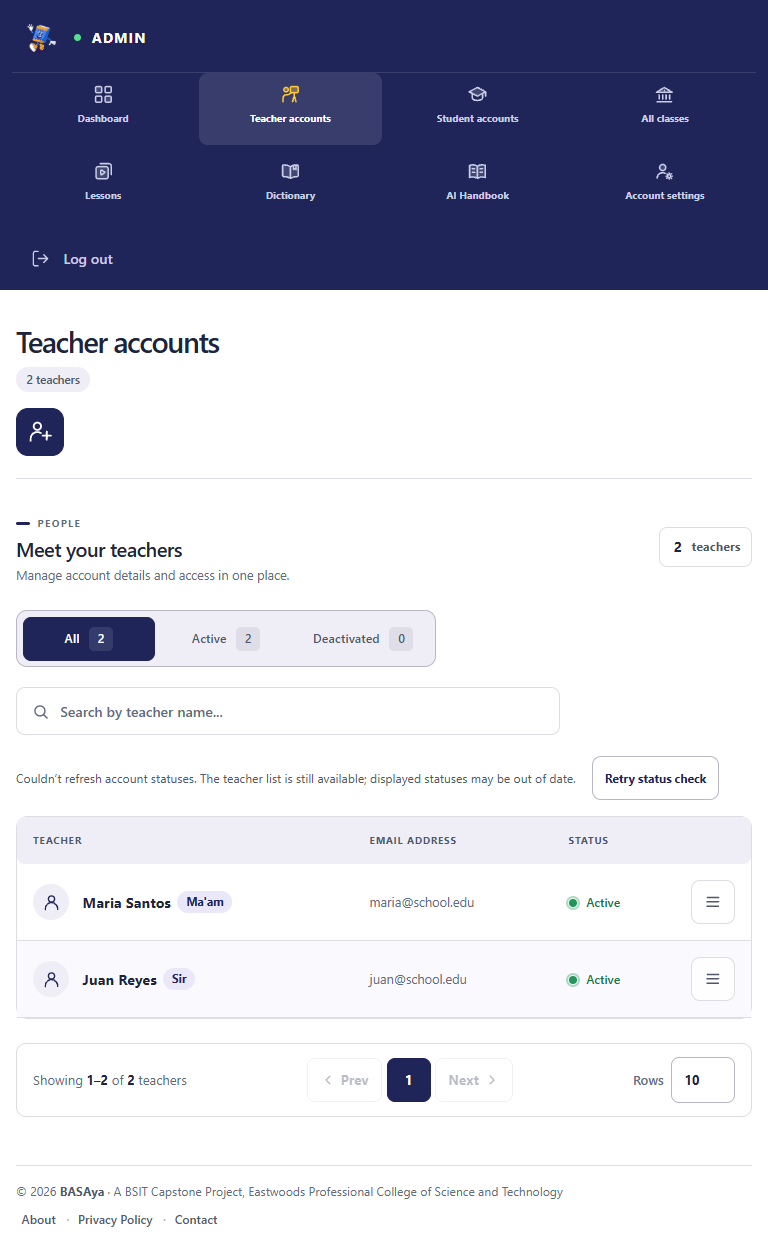 ADMIN
Dashboard
Teacher accounts
Student accounts
All classes
Lessons
Dictionary
AI Handbook
Account settings
Log out
Teacher accounts
2 teachers
PEOPLE
Meet your teachers
Manage account details and access in one place.
2 teachers
All 2
Active 2
Deactivated 0
Search by teacher name...
Couldn't refresh account statuses. The teacher list is still available; displayed statuses may be out of date.
Retry status check
TEACHER EMAIL ADDRESS STATUS
Maria Santos Ma'am maria@school.edu Active
Juan Reyes Sir juan@school.edu Active
Showing 1–2 of 2 teachers
Prev 1 Next
Rows 10
© 2026 BASAya · A BSIT Capstone Project, Eastwoods Professional College of Science and Technology
About · Privacy Policy · Contact